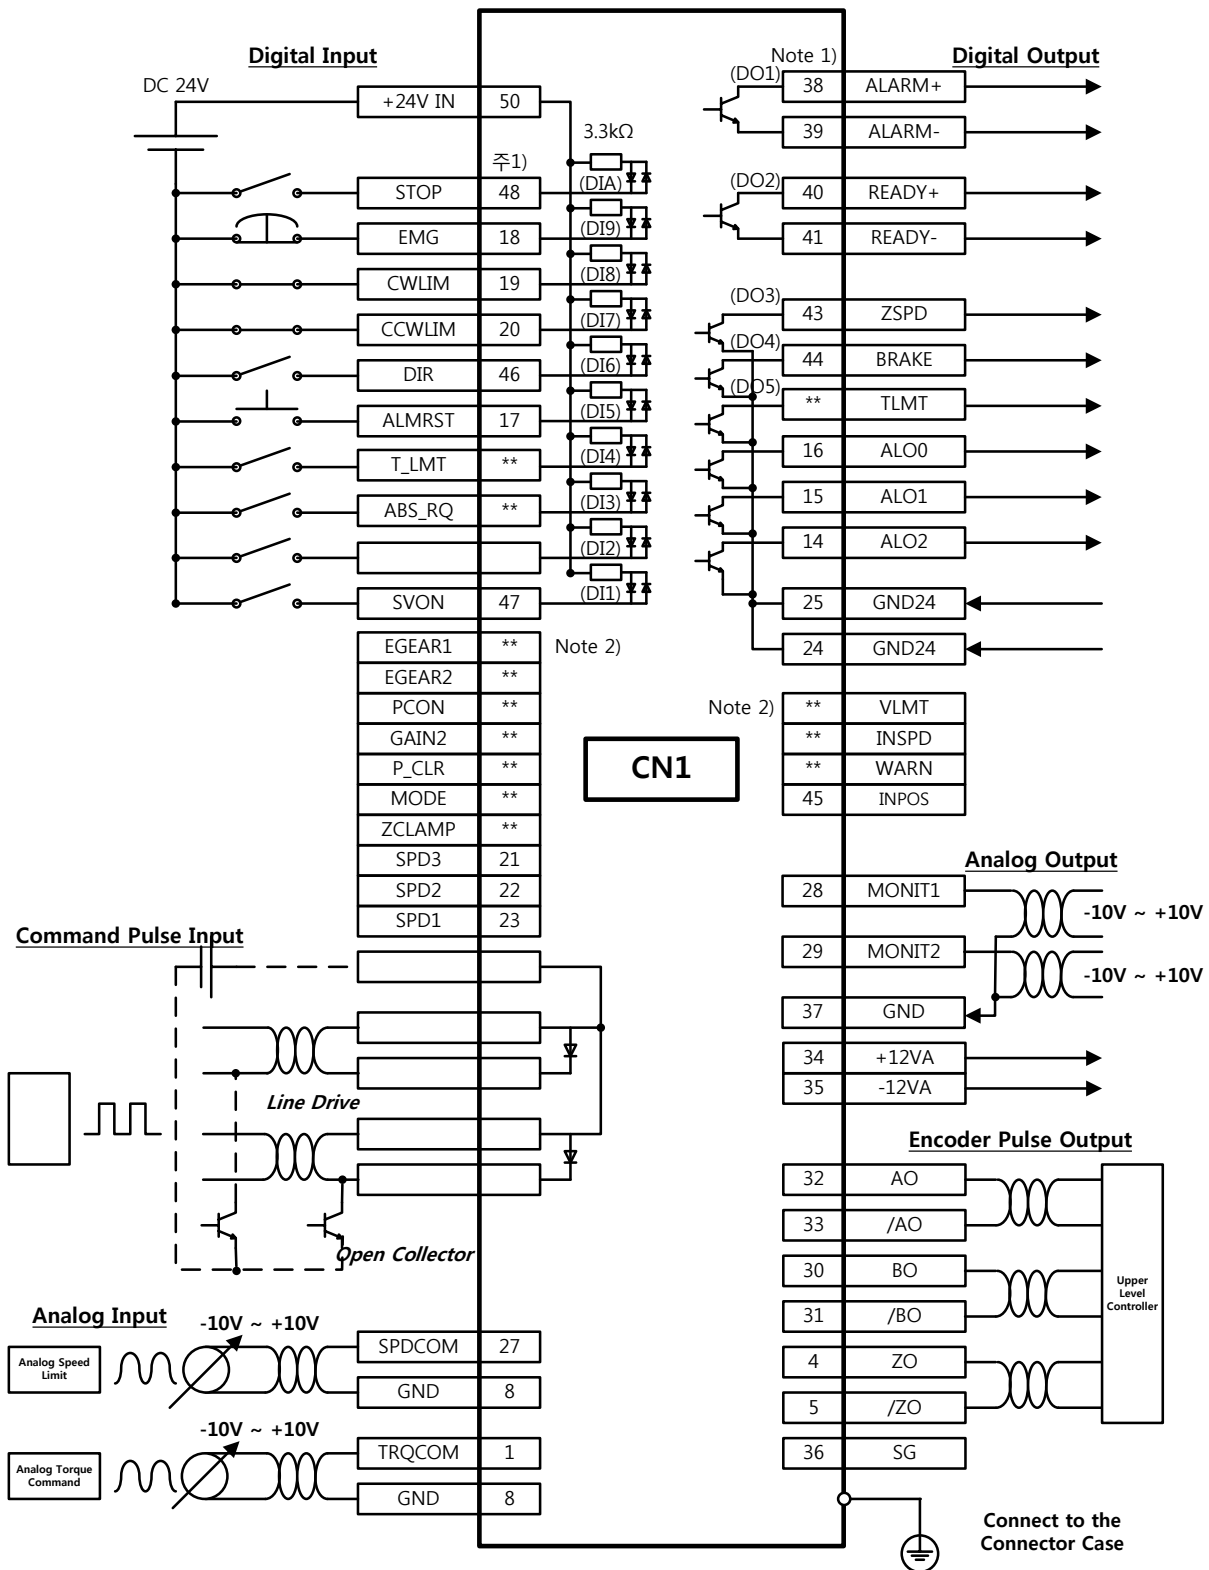 Digital Input
DC 24V
+24V IN 50
3.3kΩ
주1)
STOP 48 (DIA)
EMG 18 (DI9)
CWLIM 19 (DI8)
CCWLIM 20 (DI7)
DIR 46 (DI6)
ALMRST 17 (DI5)
T_LMT ** (DI4)
ABS_RQ ** (DI3)
(DI2)
SVON 47 (DI1)
EGEAR1 ** Note 2)
EGEAR2 **
PCON **
GAIN2 **
P_CLR **
MODE **
ZCLAMP **
SPD3 21
SPD2 22
SPD1 23
Command Pulse Input
Line Drive
Open Collector
Analog Input
-10V ~ +10V
Analog Speed
Limit
SPDCOM 27
GND 8
-10V ~ +10V
Analog Torque
Command
TRQCOM 1
GND 8
CN1
Note 1)
Digital Output
(DO1) 38 ALARM+
39 ALARM-
(DO2) 40 READY+
41 READY-
(DO3) 43 ZSPD
(DO4) 44 BRAKE
(DO5) ** TLMT
16 ALO0
15 ALO1
14 ALO2
25 GND24
24 GND24
Note 2) ** VLMT
** INSPD
** WARN
45 INPOS
Analog Output
28 MONIT1
-10V ~ +10V
29 MONIT2
-10V ~ +10V
37 GND
34 +12VA
35 -12VA
Encoder Pulse Output
32 AO
33 /AO
30 BO
31 /BO
4 ZO
5 /ZO
36 SG
Upper
Level
Controller
Connect to the
Connector Case